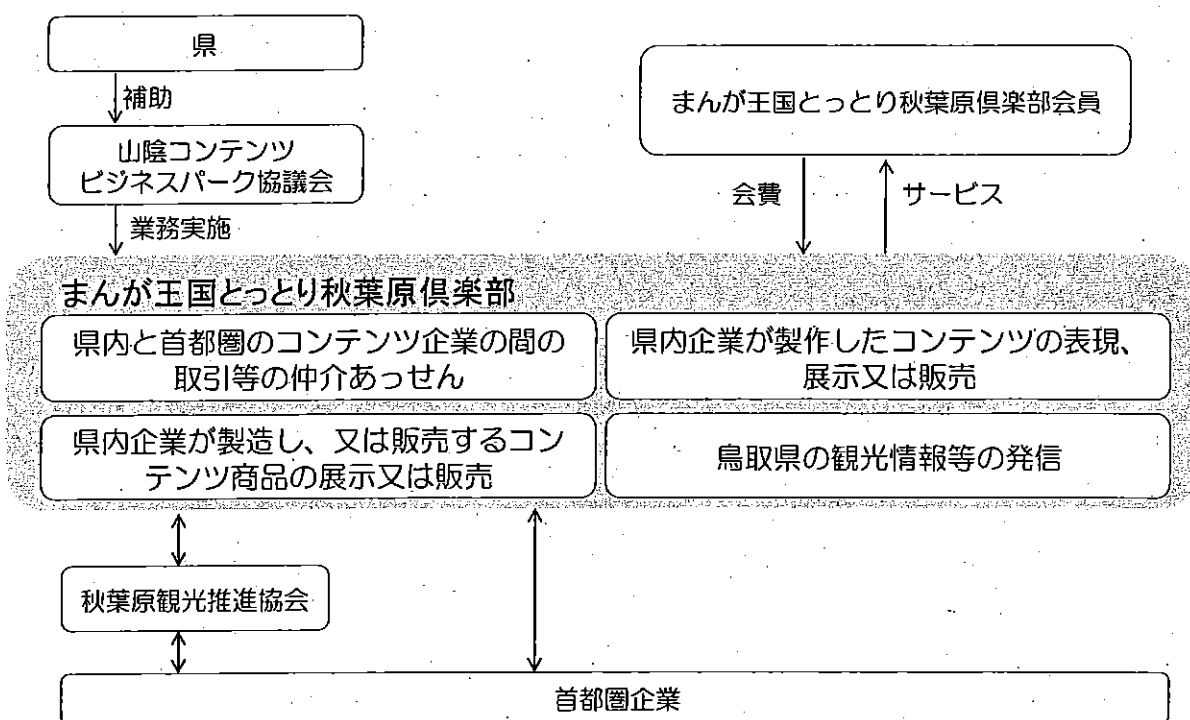 県
補助
山陰コンテンツ
ビジネスパーク協議会
業務実施
まんが王国とっとり秋葉原倶楽部会員
会費
サービス
まんが王国とっとり秋葉原倶楽部
県内と首都圏のコンテンツ企業の間の
取引等の仲介あっせん
県内企業が製作したコンテンツの表現、
展示又は販売
県内企業が製造し、又は販売するコン
テンツ商品の展示又は販売
鳥取県の観光情報等の発信
秋葉原観光推進協会
首都圏企業